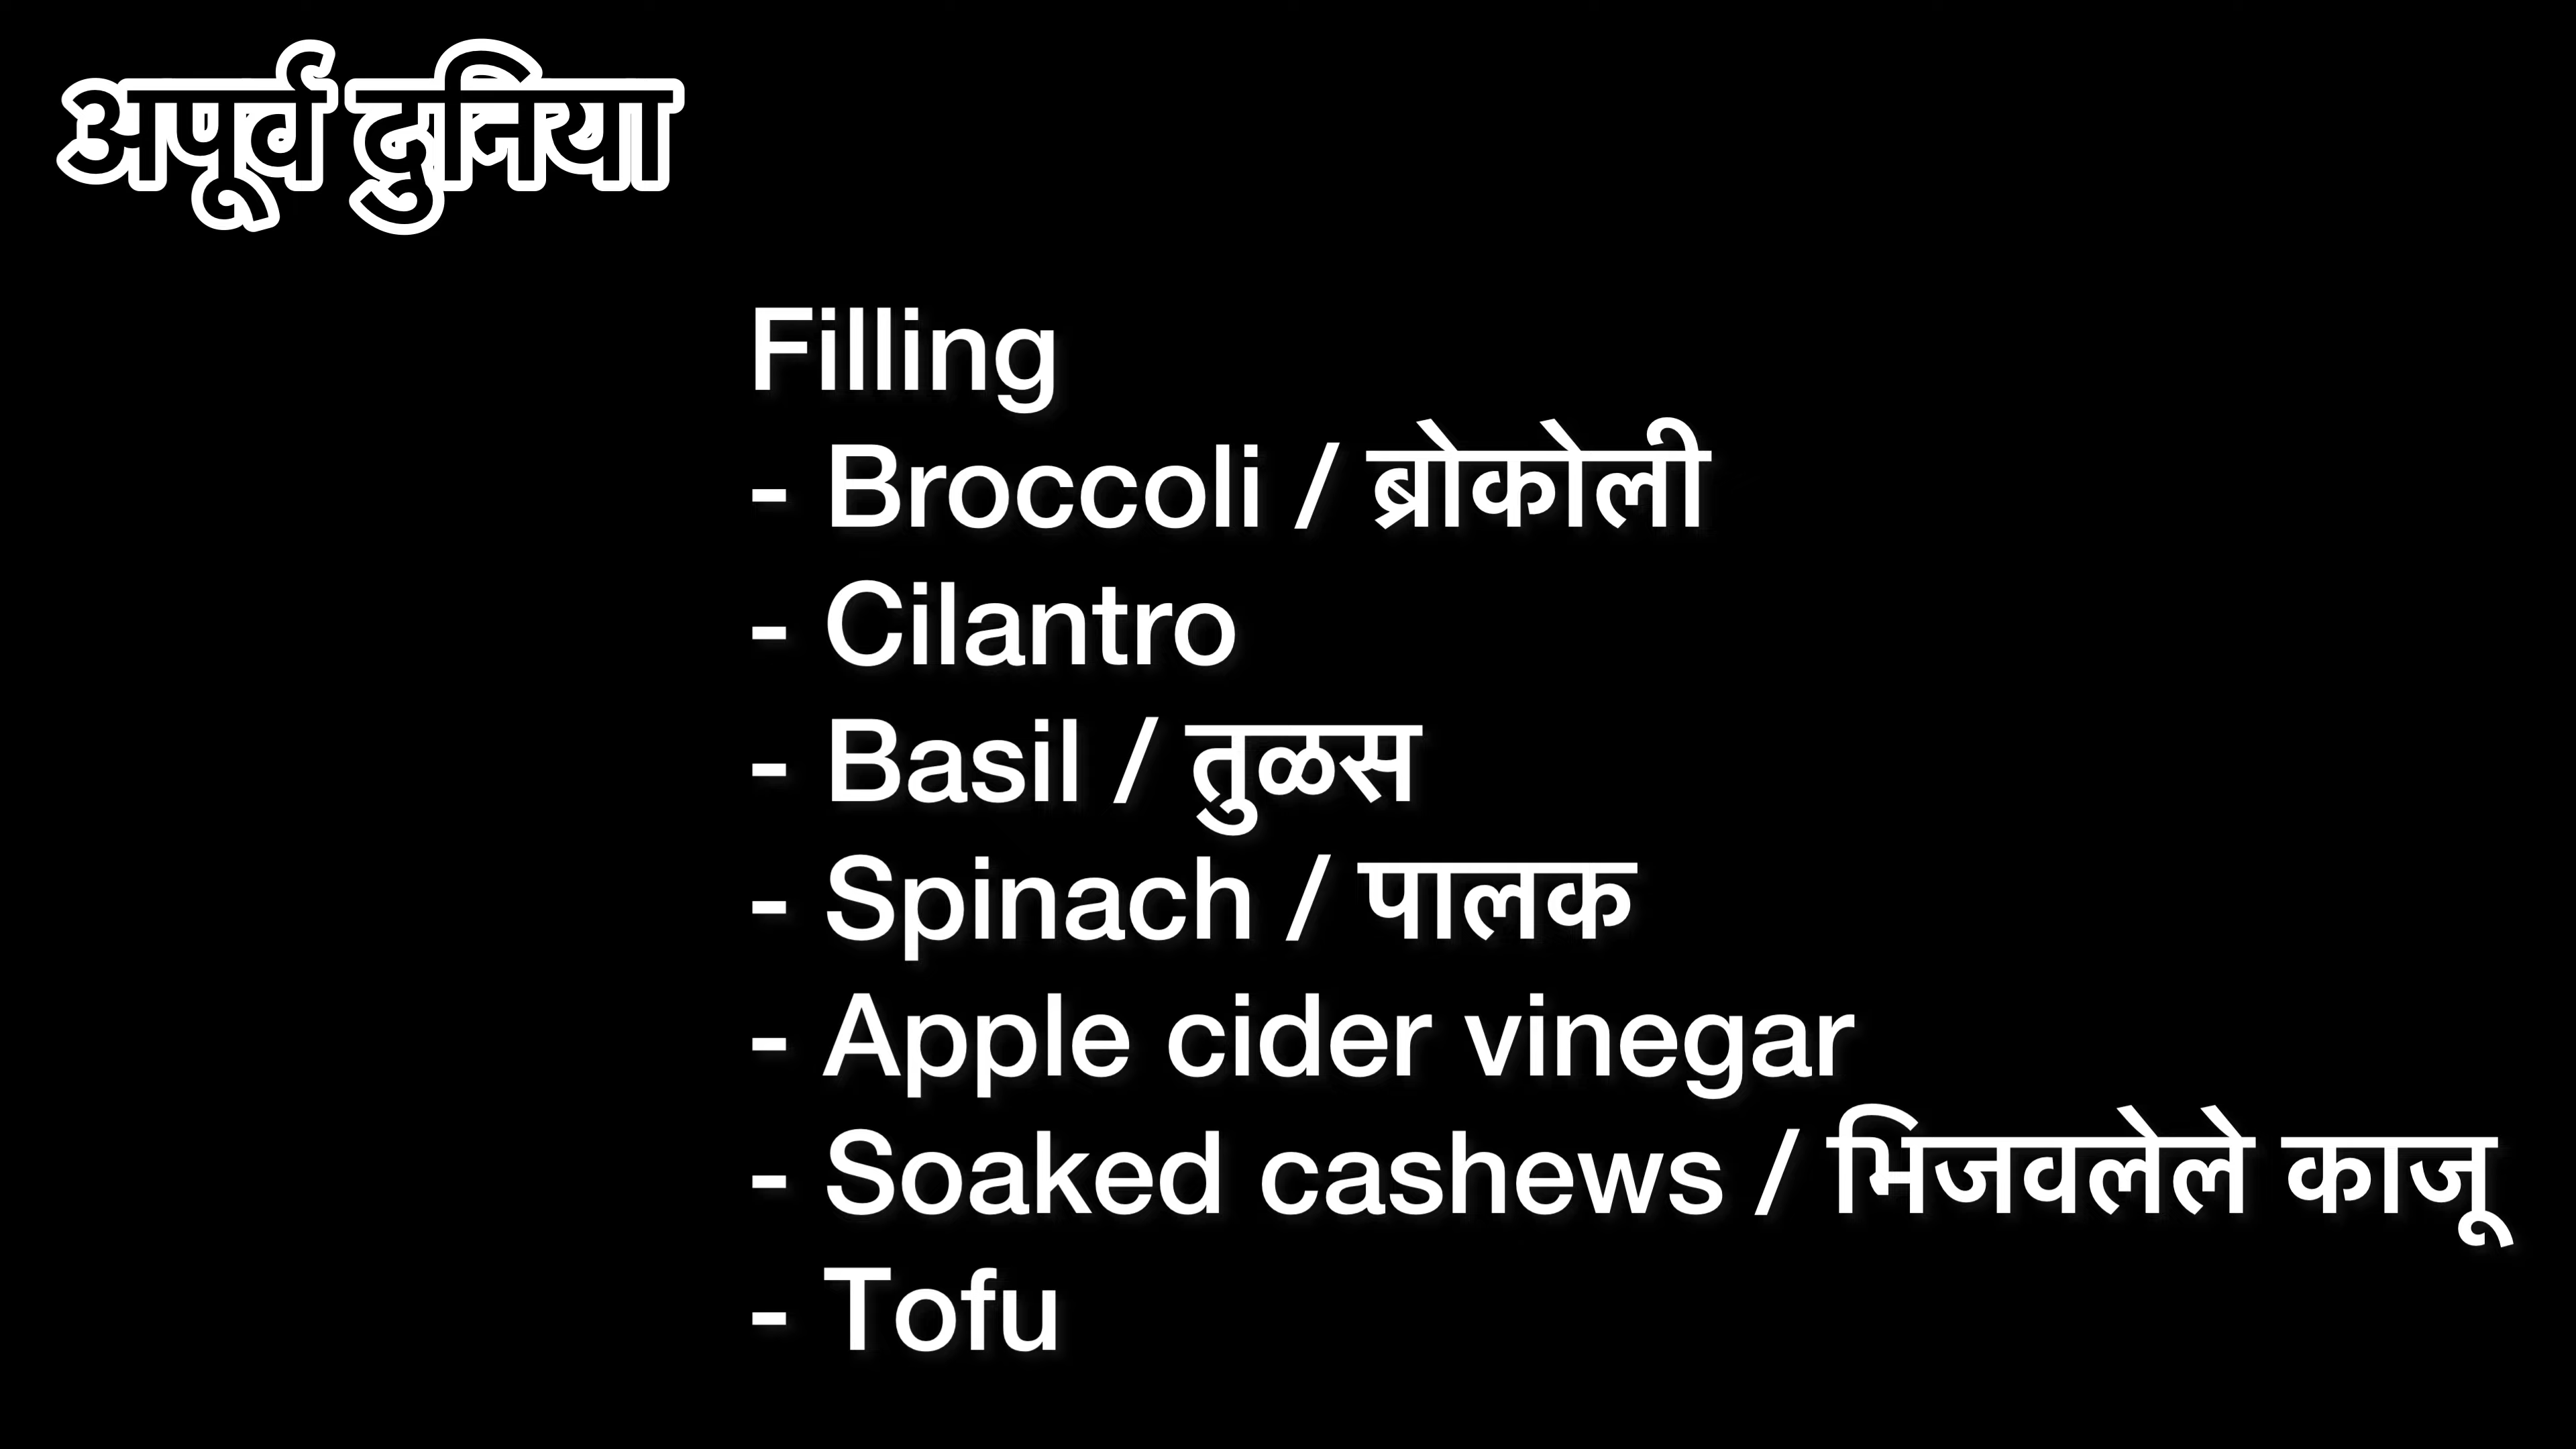 अपूर्व दुनिया
Filling
- Broccoli / ब्रोकोली
- Cilantro
- Basil / तुळस
- Spinach / पालक
- Apple cider vinegar
- Soaked cashews / भिजवलेले काजू
- Tofu